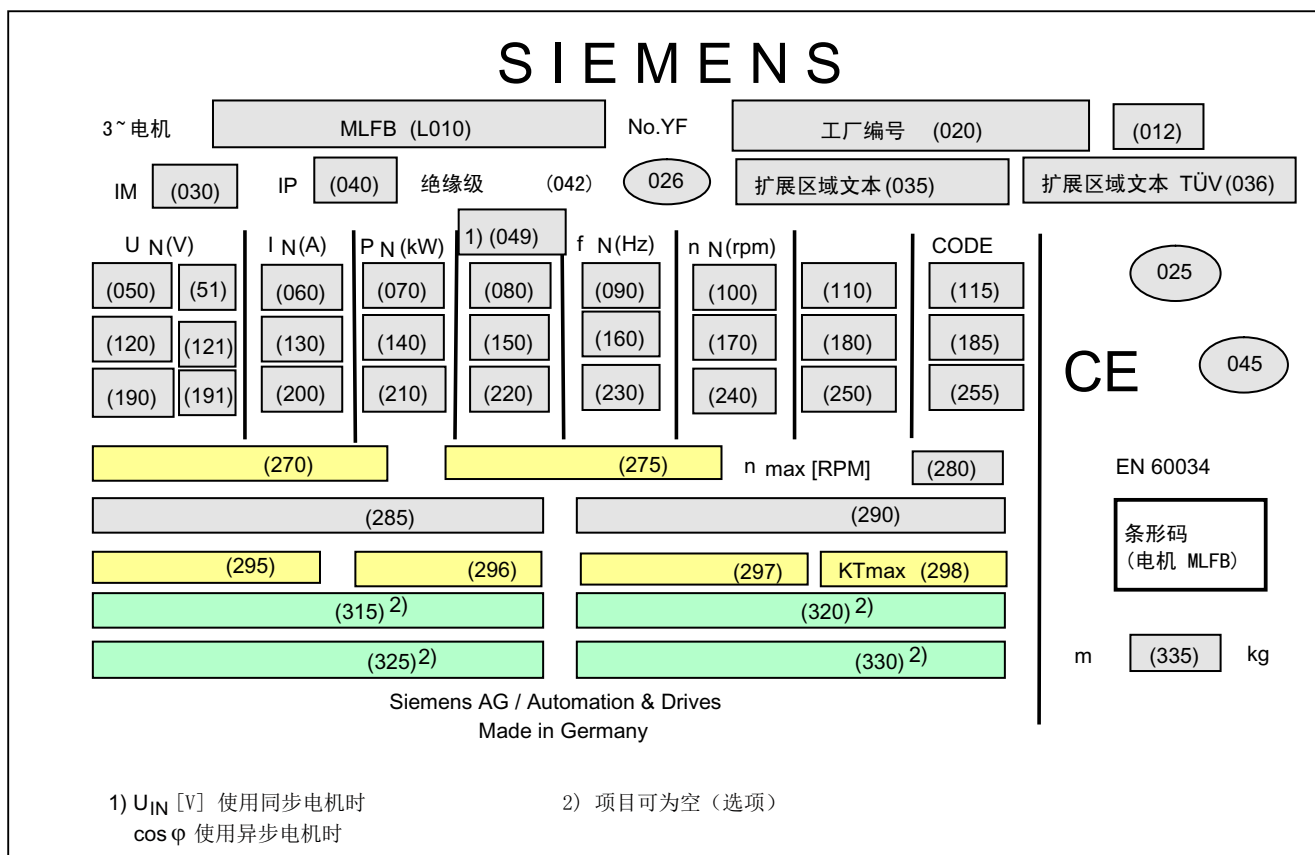 SIEMENS
3~电机 MLFB (L010) No.YF 工厂编号 (020) (012)
IM (030) IP (040) 绝缘级 (042) 026 扩展区域文本(035) 扩展区域文本 TÜV(036)
U N(V) I N(A) P N(kW) 1) (049) f N(Hz) n N(rpm) CODE
(050) (51) (060) (070) (080) (090) (100) (110) (115) 025
(120) (121) (130) (140) (150) (160) (170) (180) (185)
CE 045
(190) (191) (200) (210) (220) (230) (240) (250) (255)
(270) (275) n max [RPM] (280) EN 60034
(285) (290)
条形码
(电机 MLFB)
(295) (296) (297) KTmax (298)
(315) 2) (320) 2)
(325) 2) (330) 2) m (335) kg
Siemens AG / Automation & Drives
Made in Germany
1) UIN [V] 使用同步电机时 2) 项目可为空（选项）
cos φ 使用异步电机时